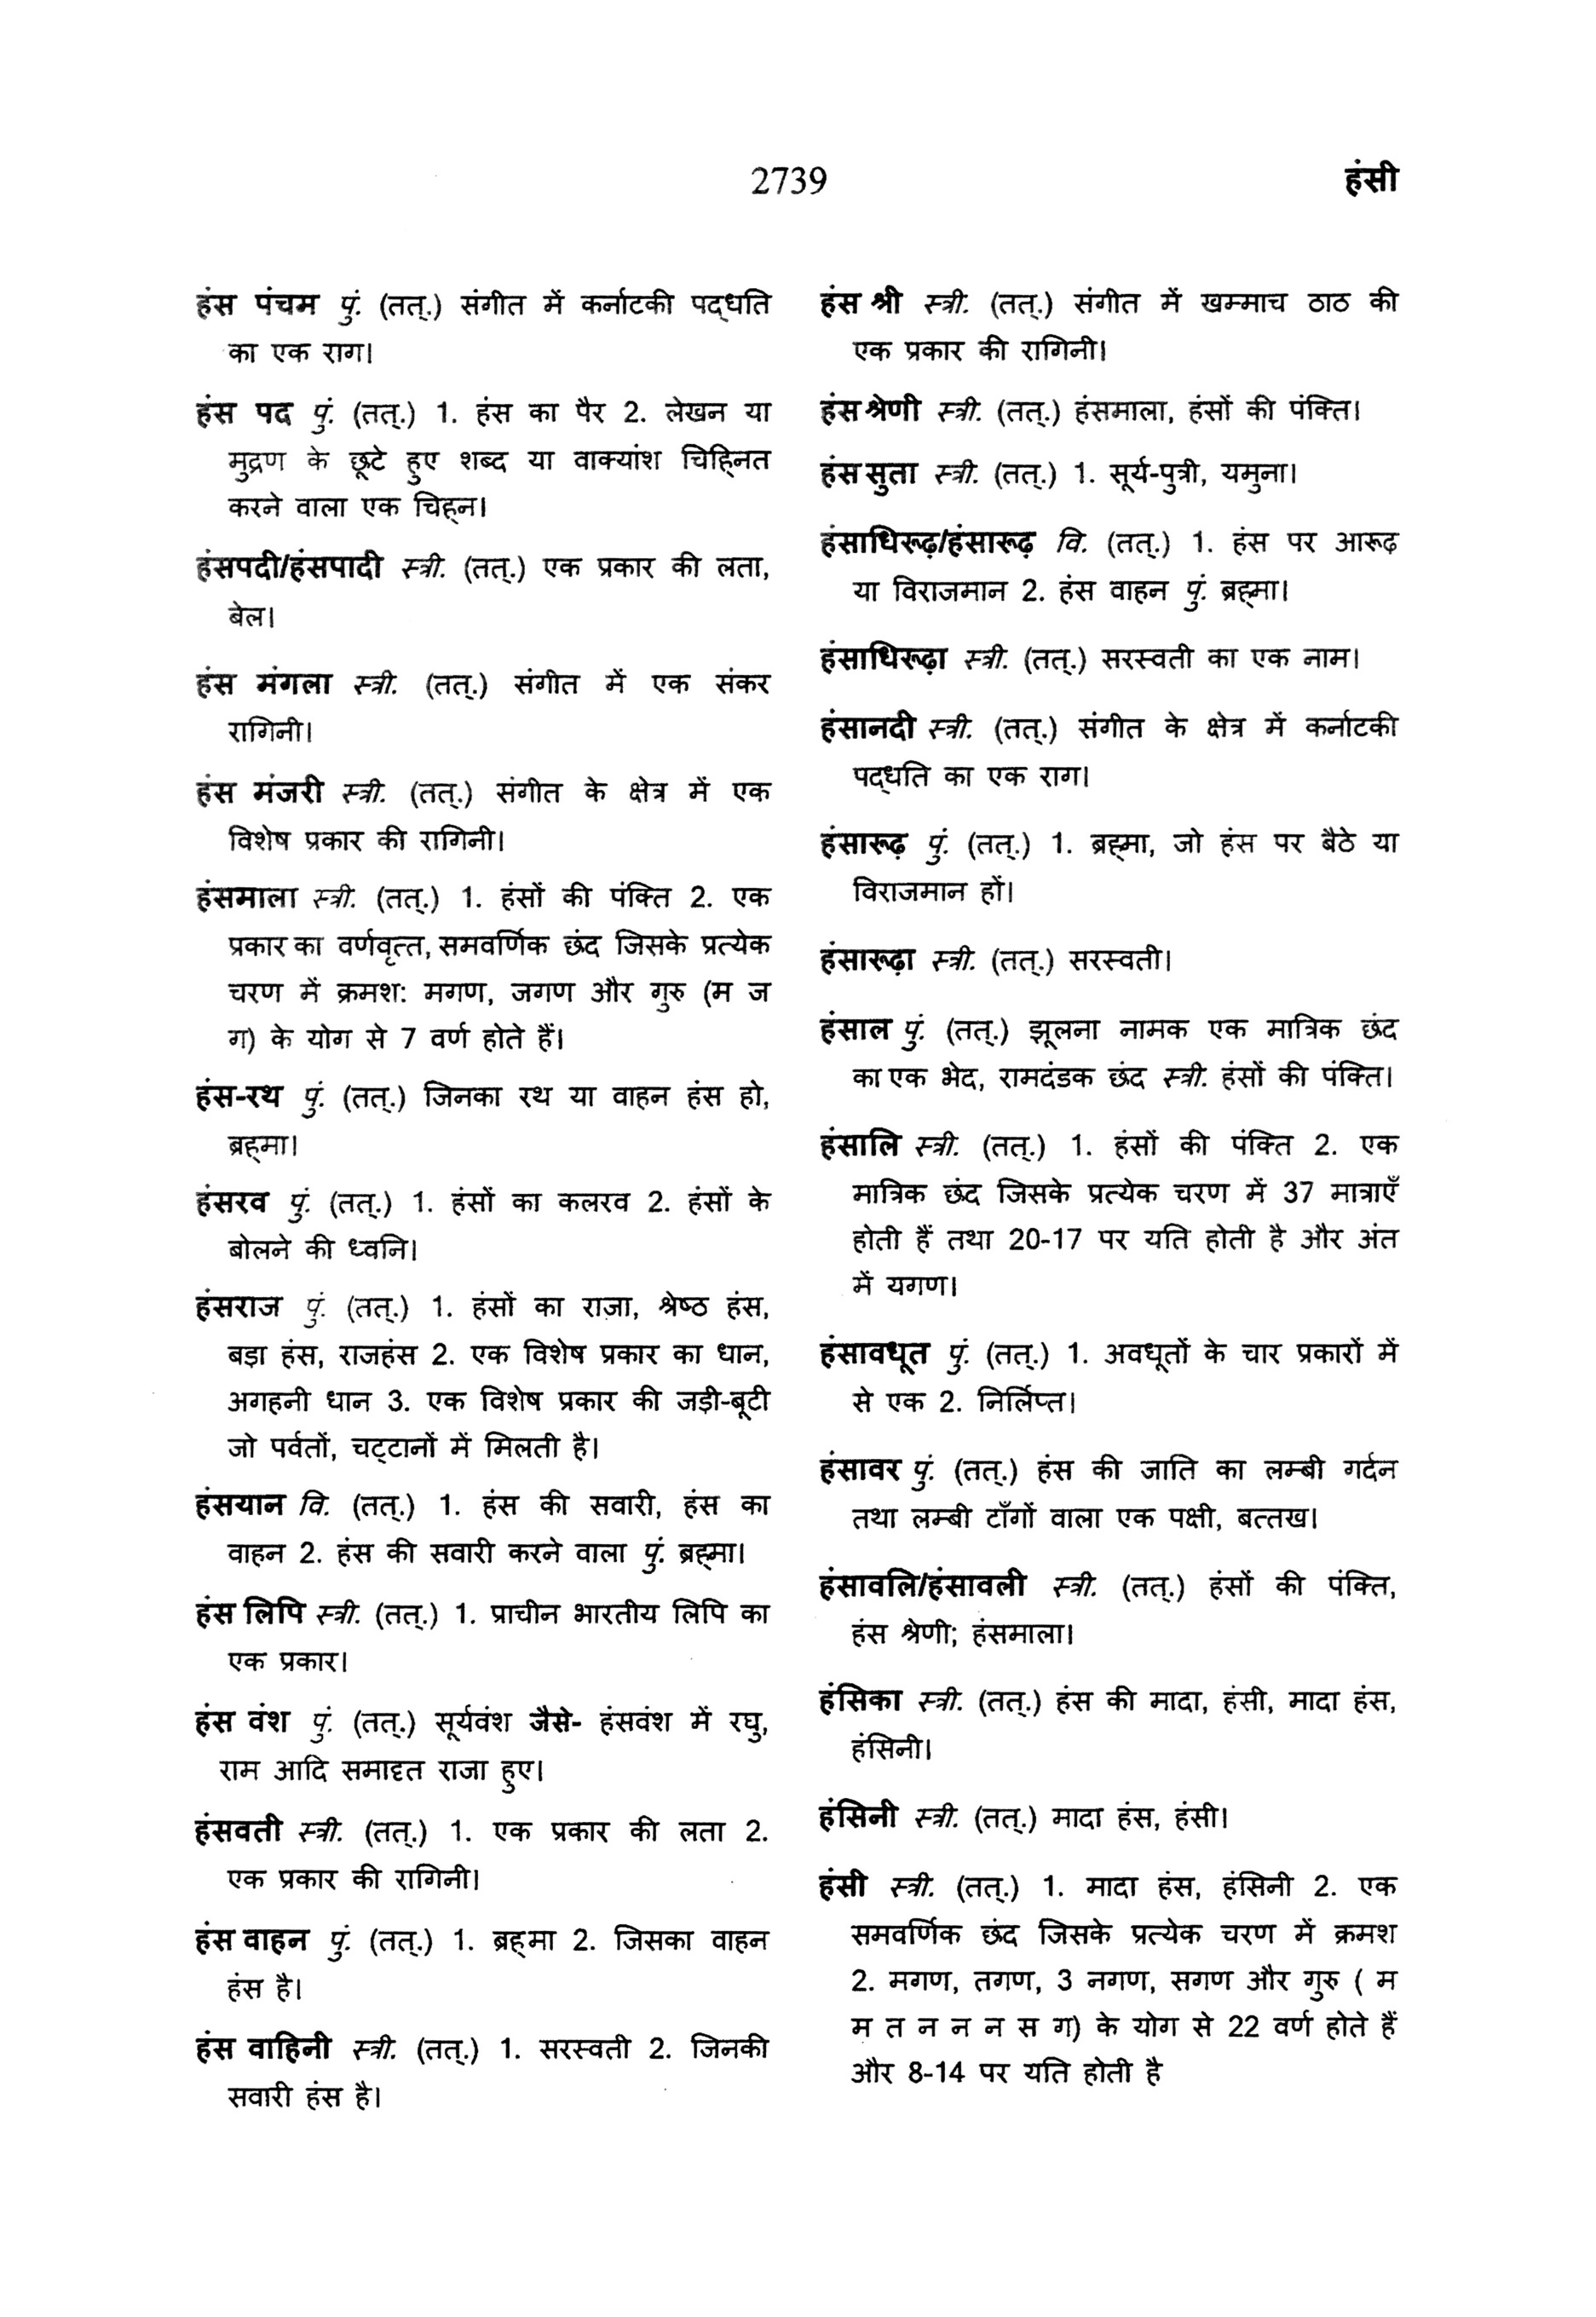 2739
हंसी
हंस पंचम पुं. (तत्.) संगीत में कर्नाटकी पद्धति
का एक राग।
हंस पद पुं. (तत्.) 1. हंस का पैर 2. लेखन या
मुद्रण के छूटे हुए शब्द या वाक्यांश चिह्नित
करने वाला एक चिह्न।
हंसपदी/हंसपादी स्त्री. (तत्.) एक प्रकार की लता,
बेल।
हंस मंगला स्त्री. (तत्.) संगीत में एक संकर
रागिनी।
हंस मंजरी स्त्री. (तत्.) संगीत के क्षेत्र में एक
विशेष प्रकार की रागिनी।
हंसमाला स्त्री. (तत्.) 1. हंसों की पंक्ति 2. एक
प्रकार का वर्णवृत्त, समवर्णिक छंद जिसके प्रत्येक
चरण में क्रमश: मगण, जगण और गुरु (म ज
ग) के योग से 7 वर्ण होते हैं।
हंस-रथ पुं. (तत्.) जिनका रथ या वाहन हंस हो,
ब्रह्मा।
हंसरव पुं. (तत्.) 1. हंसों का कलरव 2. हंसों के
बोलने की ध्वनि।
हंसराज पुं. (तत्.) 1. हंसों का राजा, श्रेष्ठ हंस,
बड़ा हंस, राजहंस 2. एक विशेष प्रकार का धान,
अगहनी धान 3. एक विशेष प्रकार की जड़ी-बूटी
जो पर्वतों, चट्टानों में मिलती है।
हंसयान वि. (तत्.) 1. हंस की सवारी, हंस का
वाहन 2. हंस की सवारी करने वाला पुं. ब्रह्मा।
हंस लिपि स्त्री. (तत्.) 1. प्राचीन भारतीय लिपि का
एक प्रकार।
हंस वंश पुं. (तत्.) सूर्यवंश जैसे- हंसवंश में रघु,
राम आदि समादृत राजा हुए।
हंसवती स्त्री. (तत्.) 1. एक प्रकार की लता 2.
एक प्रकार की रागिनी।
हंस वाहन पुं. (तत्.) 1. ब्रह्मा 2. जिसका वाहन
हंस है।
हंस वाहिनी स्त्री. (तत्.) 1. सरस्वती 2. जिनकी
सवारी हंस है।
हंस श्री स्त्री. (तत्.) संगीत में खम्माच ठाठ की
एक प्रकार की रागिनी।
हंस श्रेणी स्त्री. (तत्.) हंसमाला, हंसों की पंक्ति।
हंस सुता स्त्री. (तत्.) 1. सूर्य-पुत्री, यमुना।
हंसाधिरूढ़/हंसारूढ़ वि. (तत्.) 1. हंस पर आरूढ़
या विराजमान 2. हंस वाहन पुं. ब्रह्मा।
हंसाधिरूढ़ा स्त्री. (तत्.) सरस्वती का एक नाम।
हंसानदी स्त्री. (तत्.) संगीत के क्षेत्र में कर्नाटकी
पद्धति का एक राग।
हंसारूढ़ पुं. (तत्.) 1. ब्रह्मा, जो हंस पर बैठे या
विराजमान हों।
हंसारूढ़ा स्त्री. (तत्.) सरस्वती।
हंसाल पुं. (तत्.) झूलना नामक एक मात्रिक छंद
का एक भेद, रामदंडक छंद स्त्री. हंसों की पंक्ति।
हंसालि स्त्री. (तत्.) 1. हंसों की पंक्ति 2. एक
मात्रिक छंद जिसके प्रत्येक चरण में 37 मात्राएँ
होती हैं तथा 20-17 पर यति होती है और अंत
में यगण।
हंसावधूत पुं. (तत्.) 1. अवधूतों के चार प्रकारों में
से एक 2. निर्लिप्त।
हंसावर पुं. (तत्.) हंस की जाति का लम्बी गर्दन
तथा लम्बी टाँगों वाला एक पक्षी, बत्तख।
हंसावलि/हंसावली स्त्री. (तत्.) हंसों की पंक्ति,
हंस श्रेणी; हंसमाला।
हंसिका स्त्री. (तत्.) हंस की मादा, हंसी, मादा हंस,
हंसिनी।
हंसिनी स्त्री. (तत्.) मादा हंस, हंसी।
हंसी स्त्री. (तत्.) 1. मादा हंस, हंसिनी 2. एक
समवर्णिक छंद जिसके प्रत्येक चरण में क्रमश
2. मगण, तगण, 3 नगण, सगण और गुरु ( म
म त न न न स ग) के योग से 22 वर्ण होते हैं
और 8-14 पर यति होती है